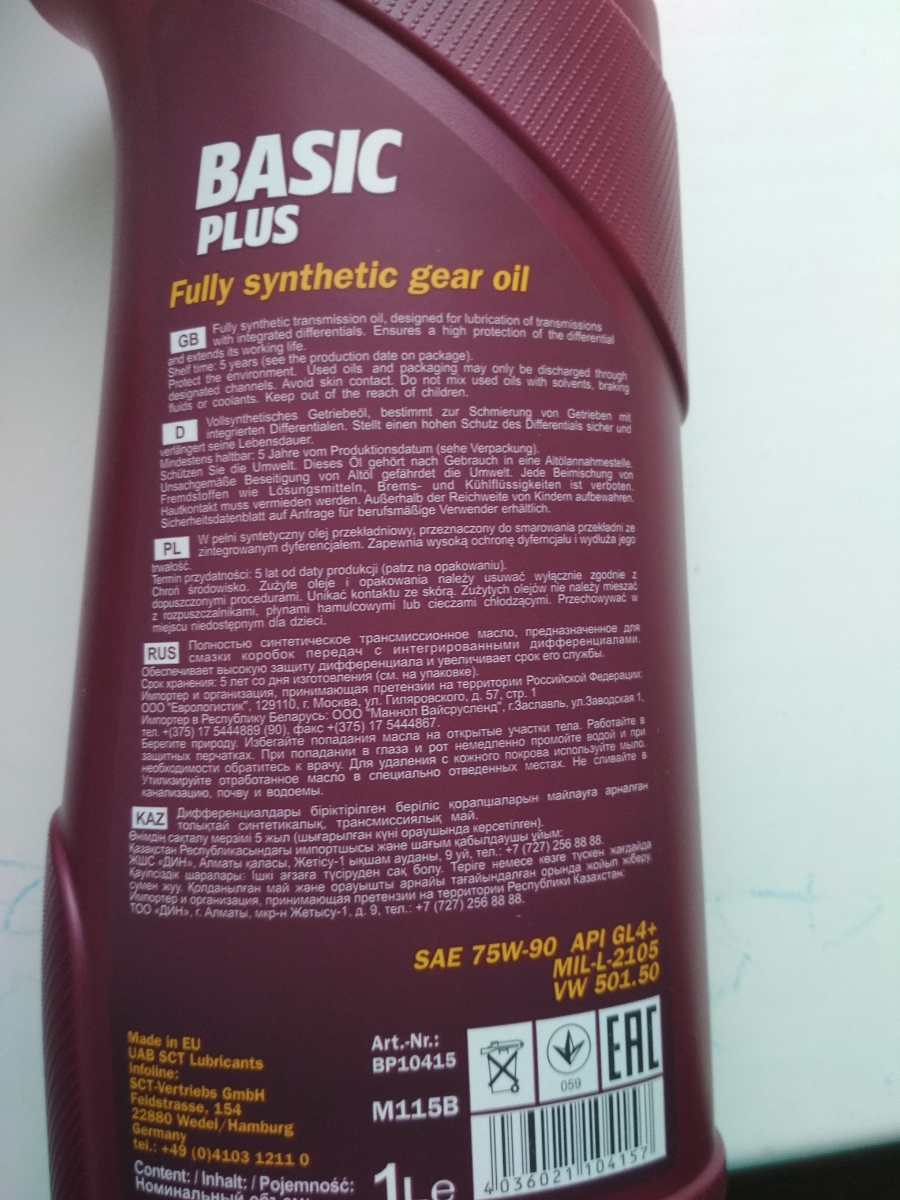 BASIC
PLUS
Fully synthetic gear oil
GB Fully synthetic transmission oil, designed for lubrication of transmissions
with integrated differentials. Ensures a high protection of the differential
and extends its working life.
Shelf time: 5 years (see the production date on package).
Protect the environment. Used oils and packaging may only be discharged through
designated channels. Avoid skin contact. Do not mix used oils with solvents, braking
fluids or coolants. Keep out of the reach of children.
D Vollsynthetisches Getriebeöl, bestimmt zur Schmierung von Getrieben mit
integrierten Differentialen. Stellt einen hohen Schutz des Differentials sicher und
verlängert seine Lebensdauer.
Mindestens haltbar: 5 Jahre vom Produktionsdatum (sehe Verpackung).
Schützen Sie die Umwelt. Dieses Öl gehört nach Gebrauch in eine Altölannahmestelle.
Unsachgemäße Beseitigung von Altöl gefährdet die Umwelt. Jede Beimischung von
Fremdstoffen wie Lösungsmitteln, Brems- und Kühlflüssigkeiten ist verboten.
Hautkontakt muss vermieden werden. Außerhalb der Reichweite von Kindern aufbewahren.
Sicherheitsdatenblatt auf Anfrage für berufsmäßige Verwender erhältlich.
PL W pełni syntetyczny olej przekładniowy, przeznaczony do smarowania przekładni ze
zintegrowanym dyferencjałem. Zapewnia wysoką ochronę dyferncjału i wydłuża jego
trwałość.
Termin przydatności: 5 lat od daty produkcji (patrz na opakowaniu).
Chroń środowisko. Zużyte oleje i opakowania należy usuwać wyłącznie zgodnie z
dopuszczonymi procedurami. Unikać kontaktu ze skórą. Zużytych olejów nie należy mieszać
z rozpuszczalnikami, płynami hamulcowymi lub cieczami chłodzącymi. Przechowywać w
miejscu niedostępnym dla dzieci.
RUS Полностью синтетическое трансмиссионное масло, предназначенное для
смазки коробок передач с интегрированными дифференциалами.
Обеспечивает высокую защиту дифференциала и увеличивает срок его службы.
Срок хранения: 5 лет со дня изготовления (см. на упаковке).
Импортер и организация, принимающая претензии на территории Российской Федерации:
ООО "Еврологистик", 129110, г. Москва, ул. Гиляровского, д. 57, стр. 1
Импортер в Республику Беларусь: ООО "Маннол Вайсрусленд", г.Заславль, ул.Заводская 1,
тел. +(375) 17 5444889 (90), факс +(375) 17 5444867.
Берегите природу. Избегайте попадания масла на открытые участки тела. Работайте в
защитных перчатках. При попадании в глаза и рот немедленно промойте водой и при
необходимости обратитесь к врачу. Для удаления с кожного покрова используйте мыло.
Утилизируйте отработанное масло в специально отведенных местах. Не сливайте в
канализацию, почву и водоемы.
KAZ Дифференциалдары біріктірілген беріліс қорапшаларын майлауға арналған
толықтай синтетикалық, трансмиссиялық май.
Өнімдің сақталу мерзімі 5 жыл (шығарылған күні орауышында көрсетілген).
Қазақстан Республикасындағы импортшысы және шағым қабылдаушы ұйым:
ЖШС «ДИН», Алматы қаласы, Жетісу-1 ықшам ауданы, 9 уй, тел.: +7 (727) 256 88 88.
Қауіпсіздік шаралары: Ішкі ағзаға түсіруден сақ болу. Теріге немесе көзге түскен жағдайда
сумен жуу. Қолданылған май және орауышты арнайы тағайындалған орында жойып жіберу.
Импортер и организация, принимающая претензии на территории Республики Казахстан:
ТОО «ДИН», г. Алматы, мкр-н Жетысу-1, д. 9, тел.: +7 (727) 256 88 88.
SAE 75W-90 API GL4+
MIL-L-2105
VW 501.50
Made in EU
UAB SCT Lubricants
Infoline:
SCT-Vertriebs GmbH
Feldstrasse, 154
22880 Wedel/Hamburg
Germany
tel.: +49 (0)4103 1211 0
Art.-Nr.:
BP10415
M115B
059
EAC
4 036021 104157
Content: / Inhalt: / Pojemność:
Номинальный объем:
1L e